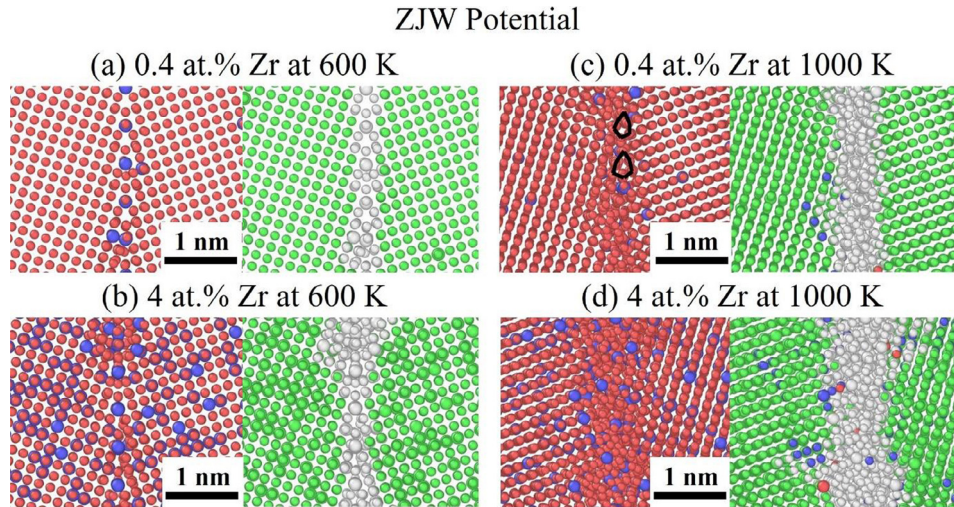 ZJW Potential
(a) 0.4 at.% Zr at 600 K
(c) 0.4 at.% Zr at 1000 K
1 nm
1 nm
(b) 4 at.% Zr at 600 K
(d) 4 at.% Zr at 1000 K
1 nm
1 nm